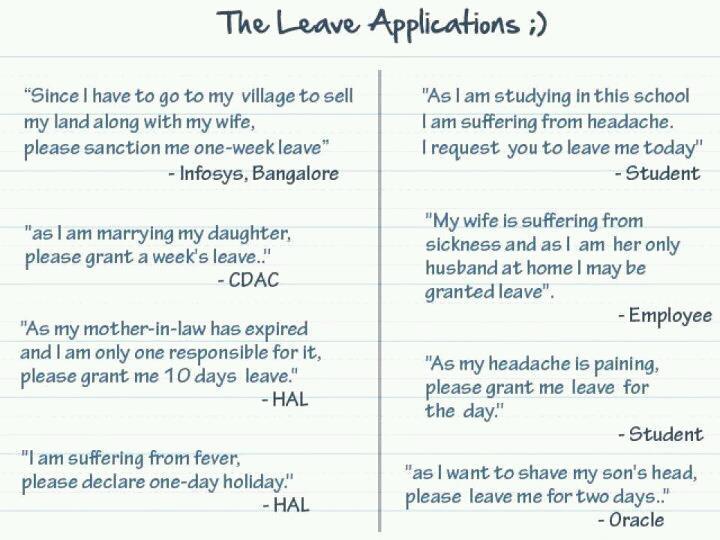 The Leave Applications ;)
“Since I have to go to my village to sell
my land along with my wife,
please sanction me one-week leave”
- Infosys, Bangalore
"as I am marrying my daughter,
please grant a week's leave.."
- CDAC
"As my mother-in-law has expired
and I am only one responsible for it,
please grant me 10 days leave."
- HAL
"I am suffering from fever,
please declare one-day holiday."
- HAL
"As I am studying in this school
I am suffering from headache.
I request you to leave me today"
- Student
"My wife is suffering from
sickness and as I am her only
husband at home I may be
granted leave".
- Employee
"As my headache is paining,
please grant me leave for
the day."
- Student
"as I want to shave my son's head,
please leave me for two days.."
- Oracle